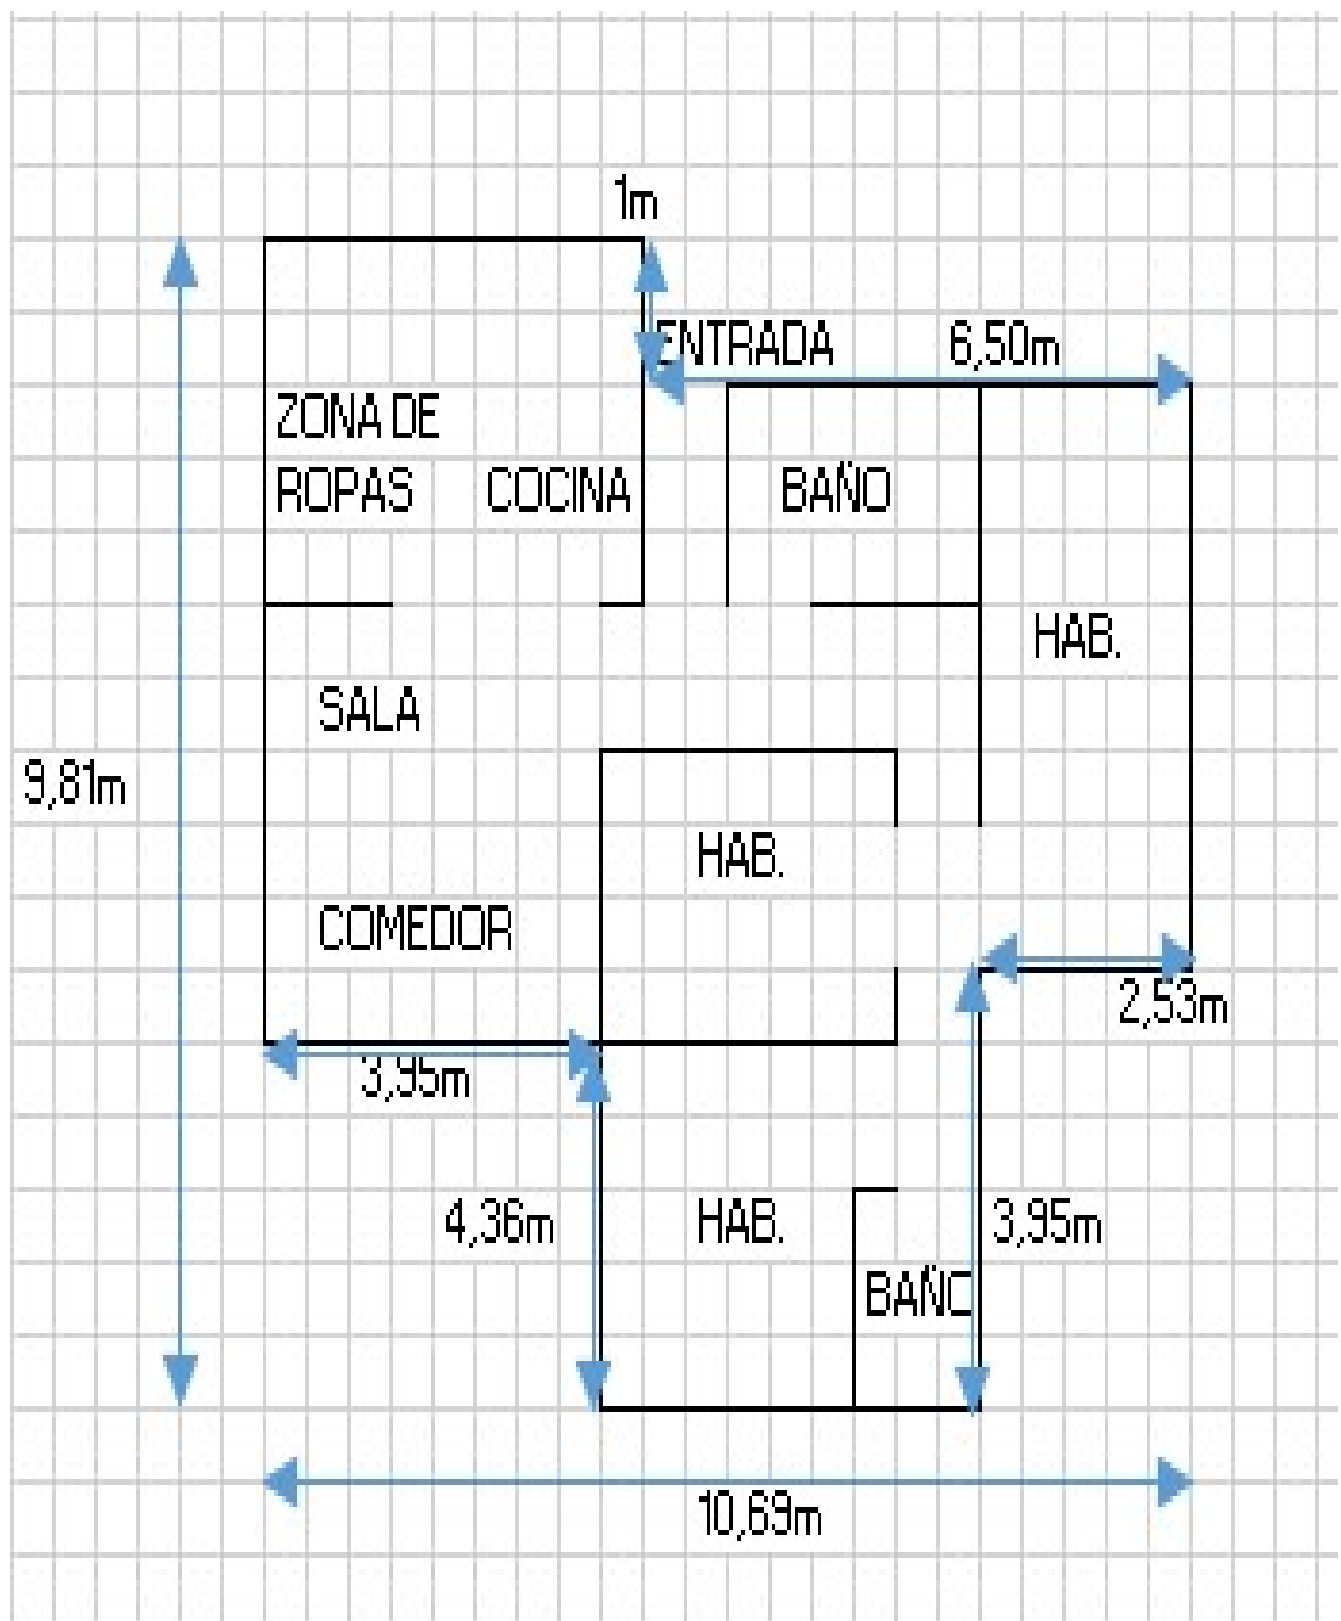 1m
ENTRADA 6,50m
ZONA DE
ROPAS COCINA BAÑO
HAB.
SALA
9,81m
HAB.
COMEDOR
2,53m
3,95m
4,36m HAB. 3,95m
BAÑO
10,69m